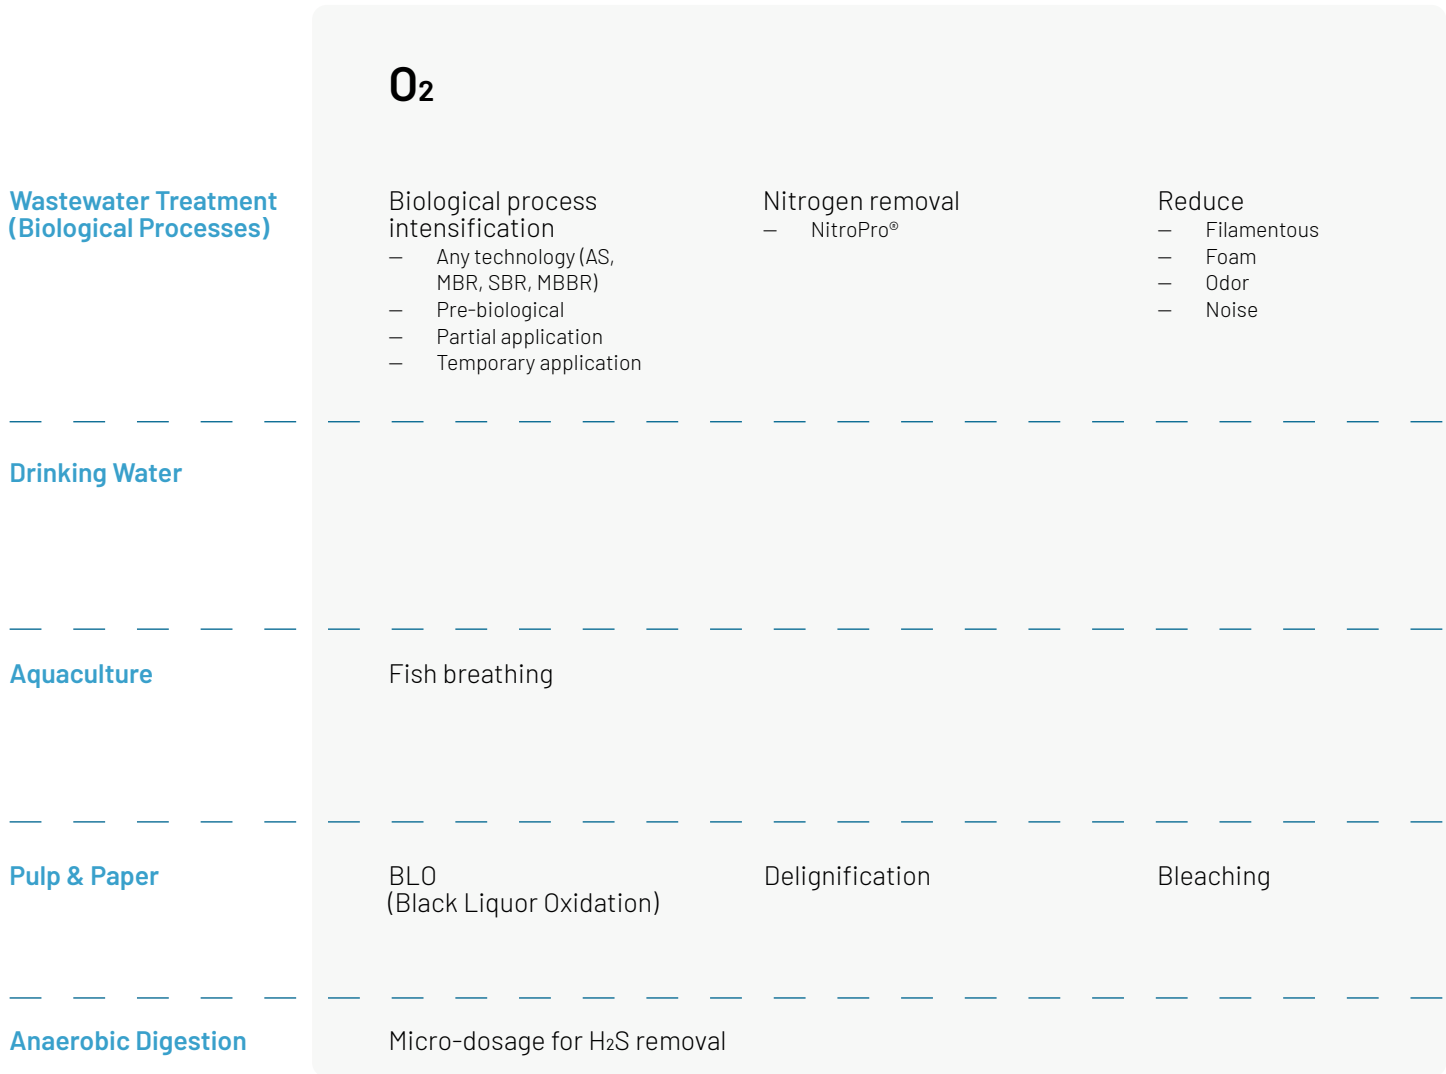 O₂
Wastewater Treatment
(Biological Processes)
Biological process
intensification
— Any technology (AS,
MBR, SBR, MBBR)
— Pre-biological
— Partial application
— Temporary application
Nitrogen removal
— NitroPro®
Reduce
— Filamentous
— Foam
— Odor
— Noise
Drinking Water
Aquaculture
Fish breathing
Pulp & Paper
BLO
(Black Liquor Oxidation)
Delignification
Bleaching
Anaerobic Digestion
Micro-dosage for H₂S removal